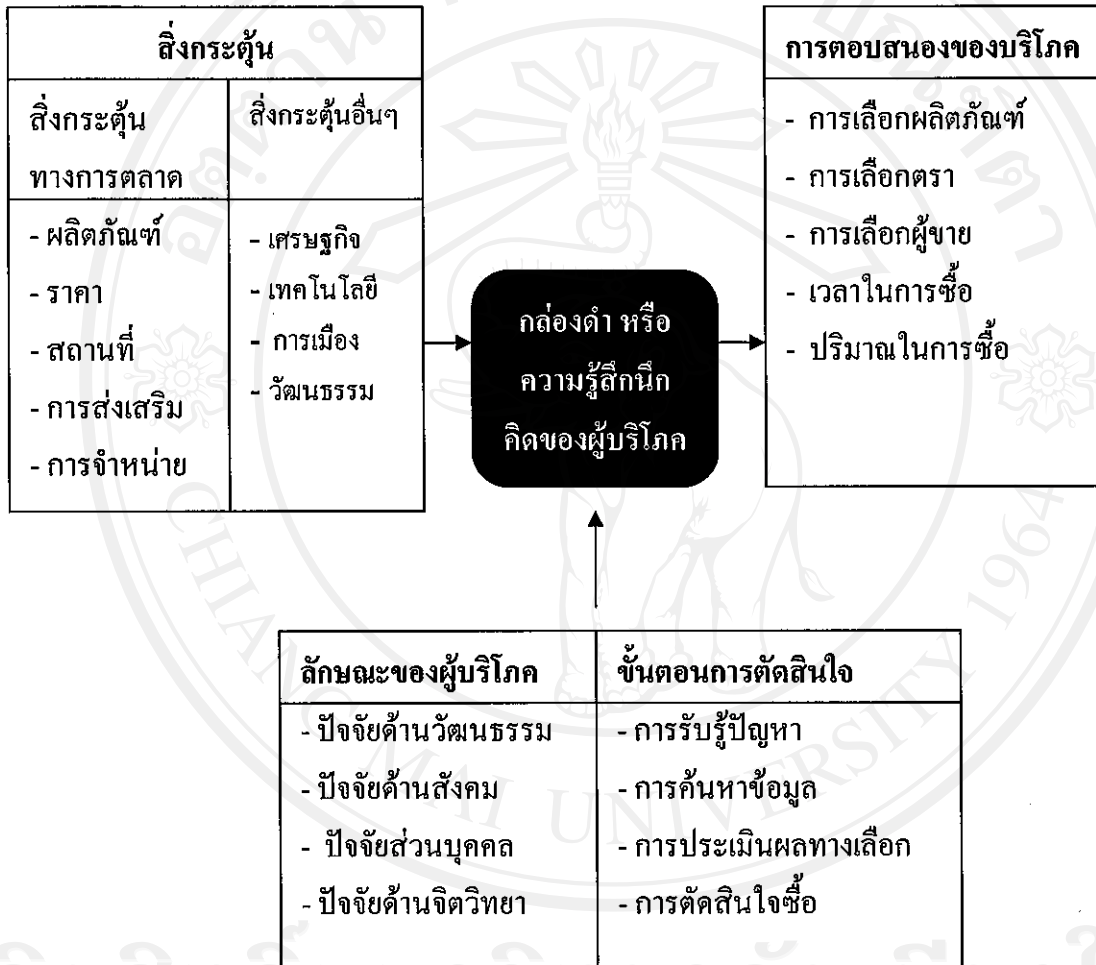 สิ่งกระตุ้น
สิ่งกระตุ้น
ทางการตลาด
สิ่งกระตุ้นอื่นๆ
- ผลิตภัณฑ์
- ราคา
- สถานที่
- การส่งเสริม
- การจำหน่าย
- เศรษฐกิจ
- เทคโนโลยี
- การเมือง
- วัฒนธรรม
กล่องดำ หรือ
ความรู้สึกนึก
คิดของผู้บริโภค
การตอบสนองของบริโภค
- การเลือกผลิตภัณฑ์
- การเลือกตรา
- การเลือกผู้ขาย
- เวลาในการซื้อ
- ปริมาณในการซื้อ
ลักษณะของผู้บริโภค
- ปัจจัยด้านวัฒนธรรม
- ปัจจัยด้านสังคม
- ปัจจัยส่วนบุคคล
- ปัจจัยด้านจิตวิทยา
ขั้นตอนการตัดสินใจ
- การรับรู้ปัญหา
- การค้นหาข้อมูล
- การประเมินผลทางเลือก
- การตัดสินใจซื้อ
CHIANG MAI UNIVERSITY 1964